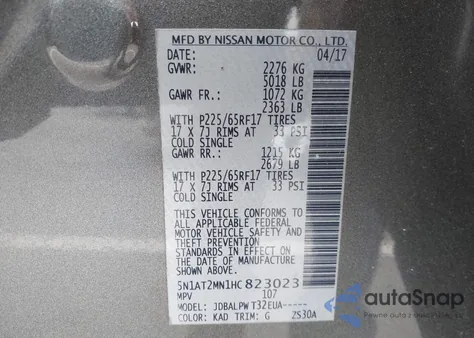 MFD BY NISSAN MOTOR CO., LTD.
DATE: 04/17
GVWR: 2276 KG
5018 LB
GAWR FR.: 1072 KG
2363 LB
WITH P225/65RF17 TIRES
17 X 7J RIMS AT 33 PSI
COLD SINGLE
GAWR RR.: 1215 KG
2679 LB
WITH P225/65RF17 TIRES
17 X 7J RIMS AT 33 PSI
COLD SINGLE
THIS VEHICLE CONFORMS TO
ALL APPLICABLE FEDERAL
MOTOR VEHICLE SAFETY AND
THEFT PREVENTION
STANDARDS IN EFFECT ON
THE DATE OF MANUFACTURE
SHOWN ABOVE.
5N1AT2MN1HC823023
MPV 107
MODEL: JDBALPW T32EUA-----
COLOR: KAD TRIM: G ZS30A
autoSnap
www.autosnap.cloud